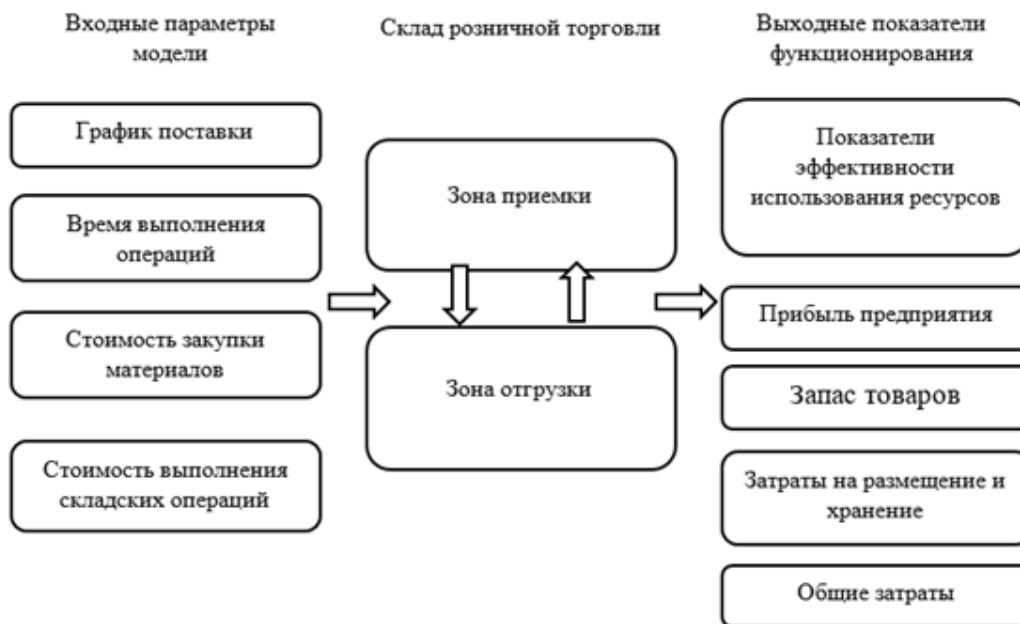 Входные параметры
модели
График поставки
Время выполнения
операций
Стоимость закупки
материалов
Стоимость выполнения
складских операций
Склад розничной торговли
Зона приемки
Зона отгрузки
Выходные показатели
функционирования
Показатели
эффективности
использования ресурсов
Прибыль предприятия
Запас товаров
Затраты на размещение и
хранение
Общие затраты